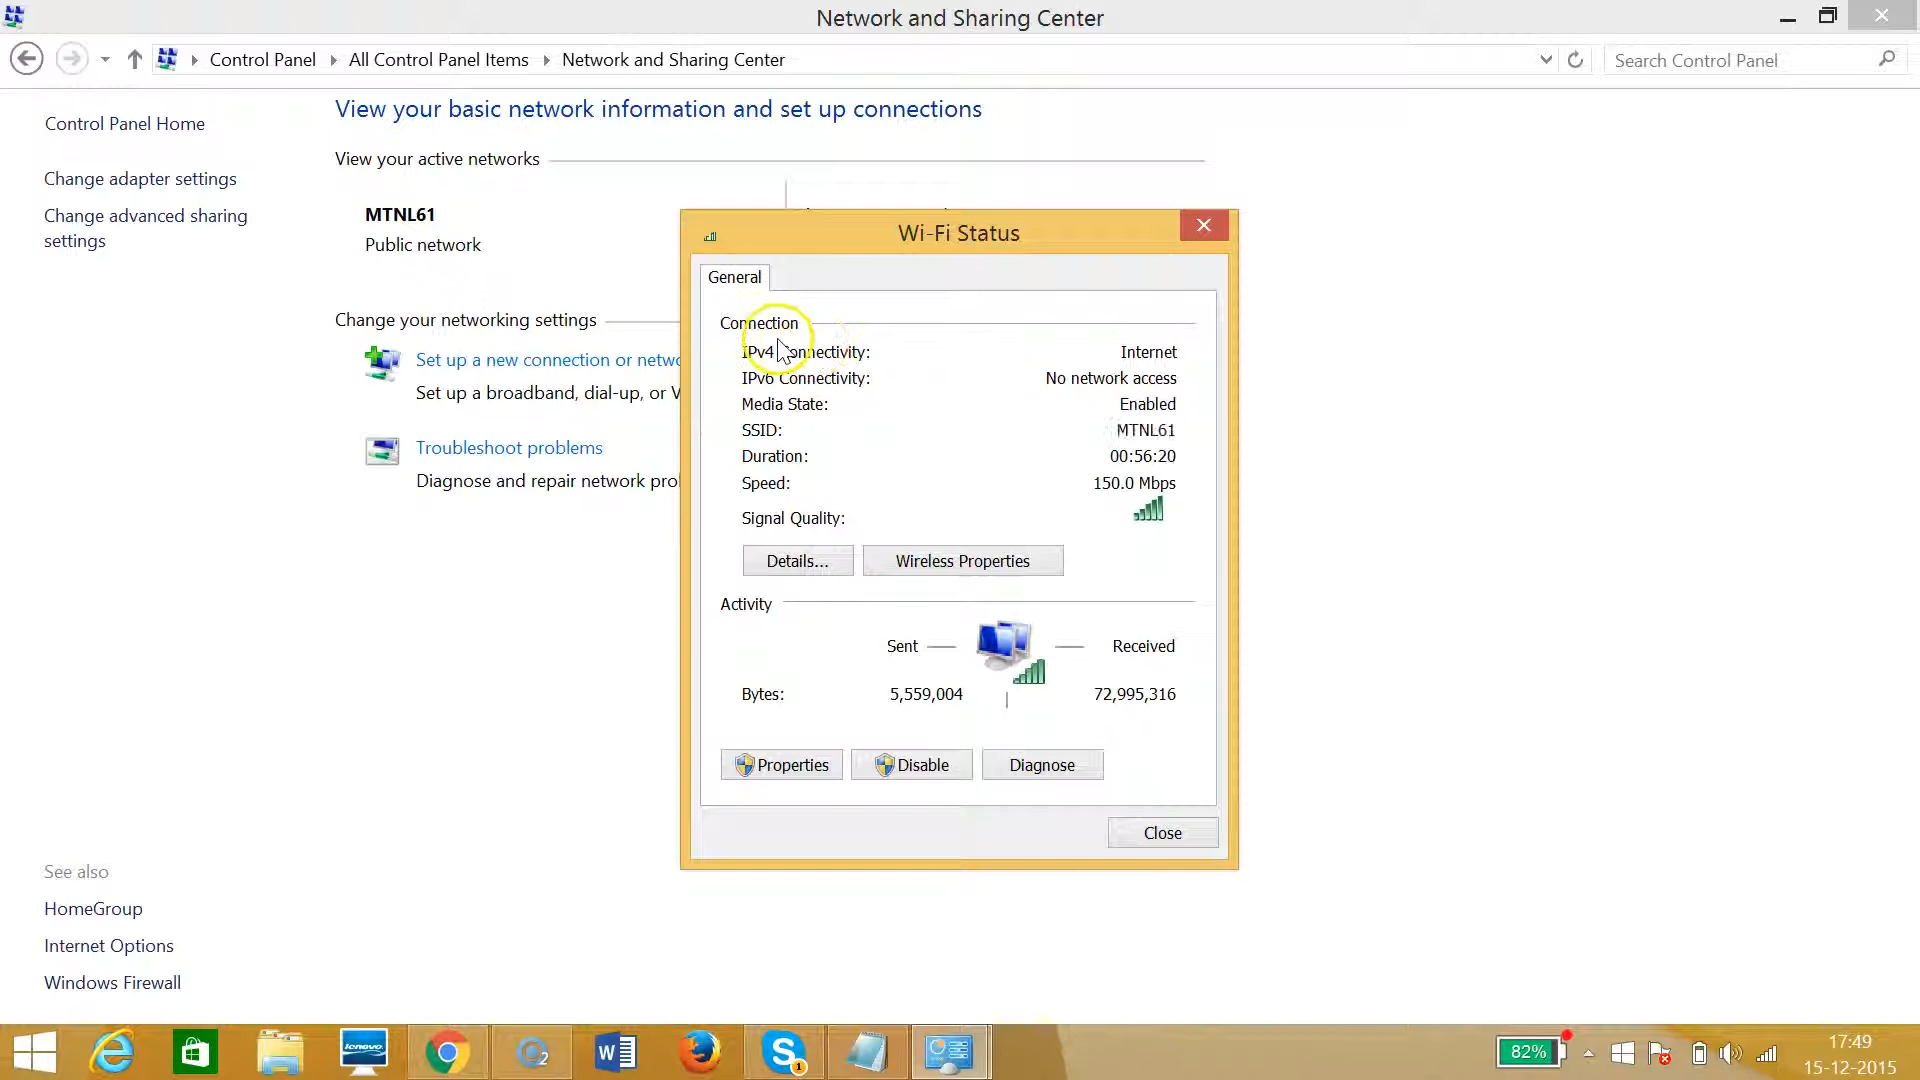 Network and Sharing Center
Control Panel All Control Panel Items Network and Sharing Center
Search Control Panel
Control Panel Home
Change adapter settings
Change advanced sharing
settings
See also
HomeGroup
Internet Options
Windows Firewall
View your basic network information and set up connections
View your active networks
MTNL61
Public network
Change your networking settings
Set up a new connection or netwo
Set up a broadband, dial-up, or V
Troubleshoot problems
Diagnose and repair network pro
Wi-Fi Status
General
Connection
IPv4 Connectivity: Internet
IPv6 Connectivity: No network access
Media State: Enabled
SSID: MTNL61
Duration: 00:56:20
Speed: 150.0 Mbps
Signal Quality:
Details... Wireless Properties
Activity
Sent Received
Bytes: 5,559,004 72,995,316
Properties Disable Diagnose
Close
lenovo
2
W
S
1
82%
17:49
15-12-2015